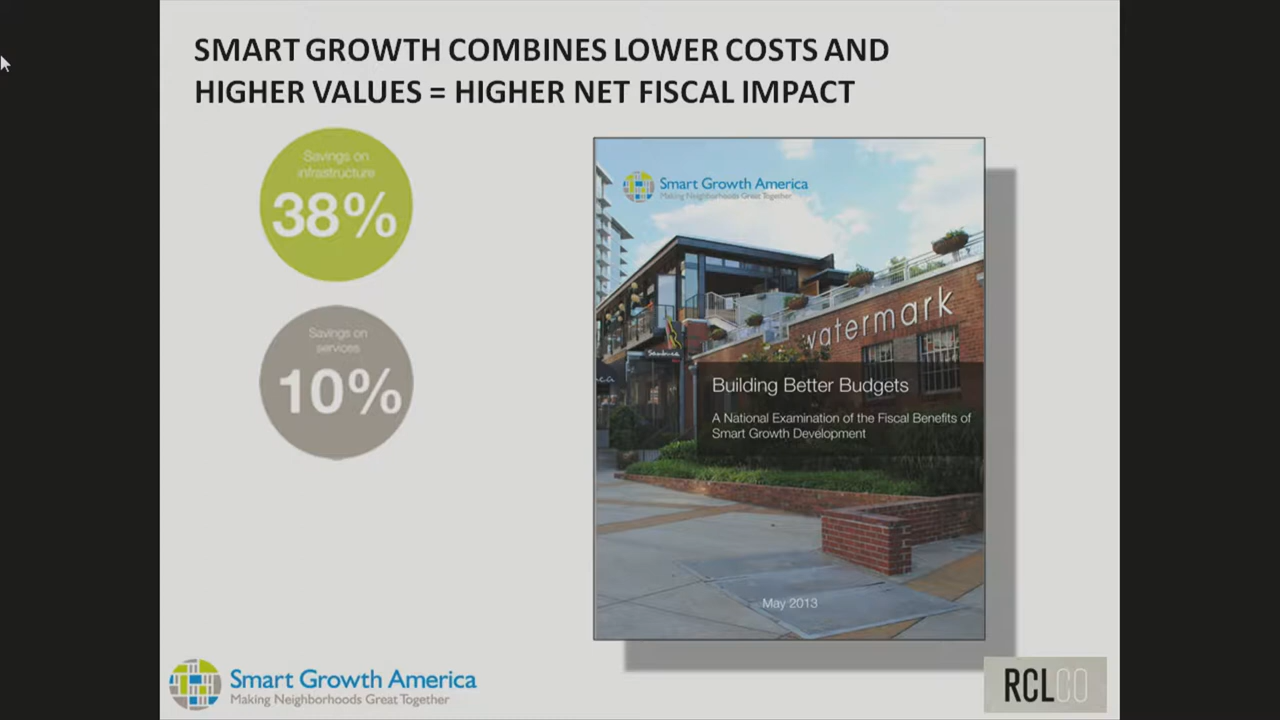 SMART GROWTH COMBINES LOWER COSTS AND
HIGHER VALUES = HIGHER NET FISCAL IMPACT
Savings on
infrastructure
38%
Savings on
services
10%
Smart Growth America
Making Neighborhoods Great Together
watermark
Sandrica
Building Better Budgets
A National Examination of the Fiscal Benefits of
Smart Growth Development
May 2013
Smart Growth America
Making Neighborhoods Great Together
RCLCO